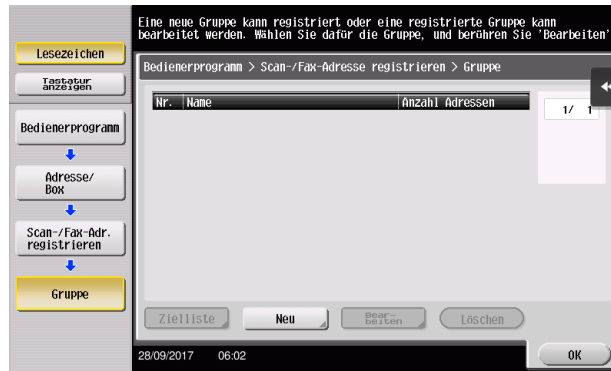 Eine neue Gruppe kann registriert oder eine registrierte Gruppe kann
bearbeitet werden. Wählen Sie dafür die Gruppe, und berühren Sie 'Bearbeiten'
Lesezeichen
Tastatur
anzeigen
Bedienerprogramm > Scan-/Fax-Adresse registrieren > Gruppe
Nr. Name Anzahl Adressen
1/ 1
Bedienerprogramm
Adresse/
Box
Scan-/Fax-Adr.
registrieren
Gruppe
Zielliste Neu Bear-
beiten Löschen
28/09/2017 06:02 OK